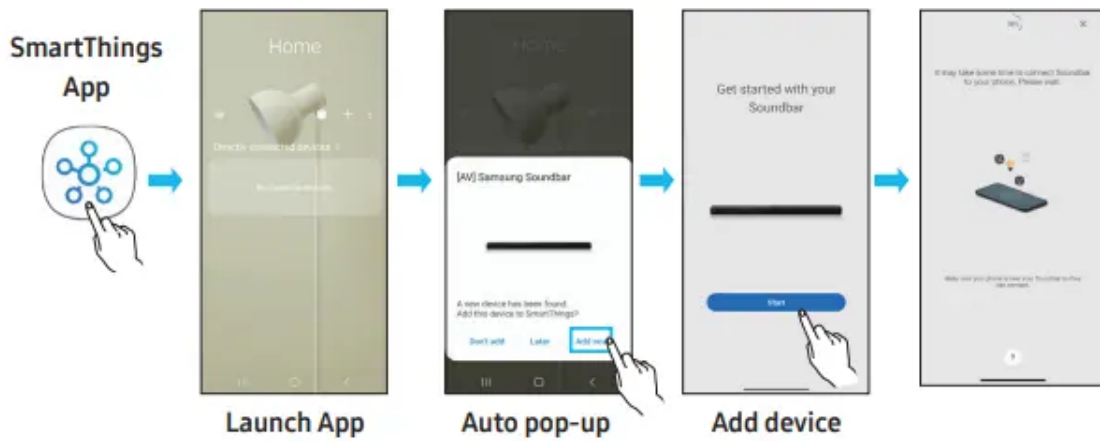 SmartThings
App
Home
Directly connected devices
Launch App
[AV] Samsung Soundbar
A new device has been found.
Add this device to SmartThings?
Don't add Later Add now
Auto pop-up
Get started with your
Soundbar
Start
Add device
It may take some time to connect Soundbar
to your phone. Please wait.